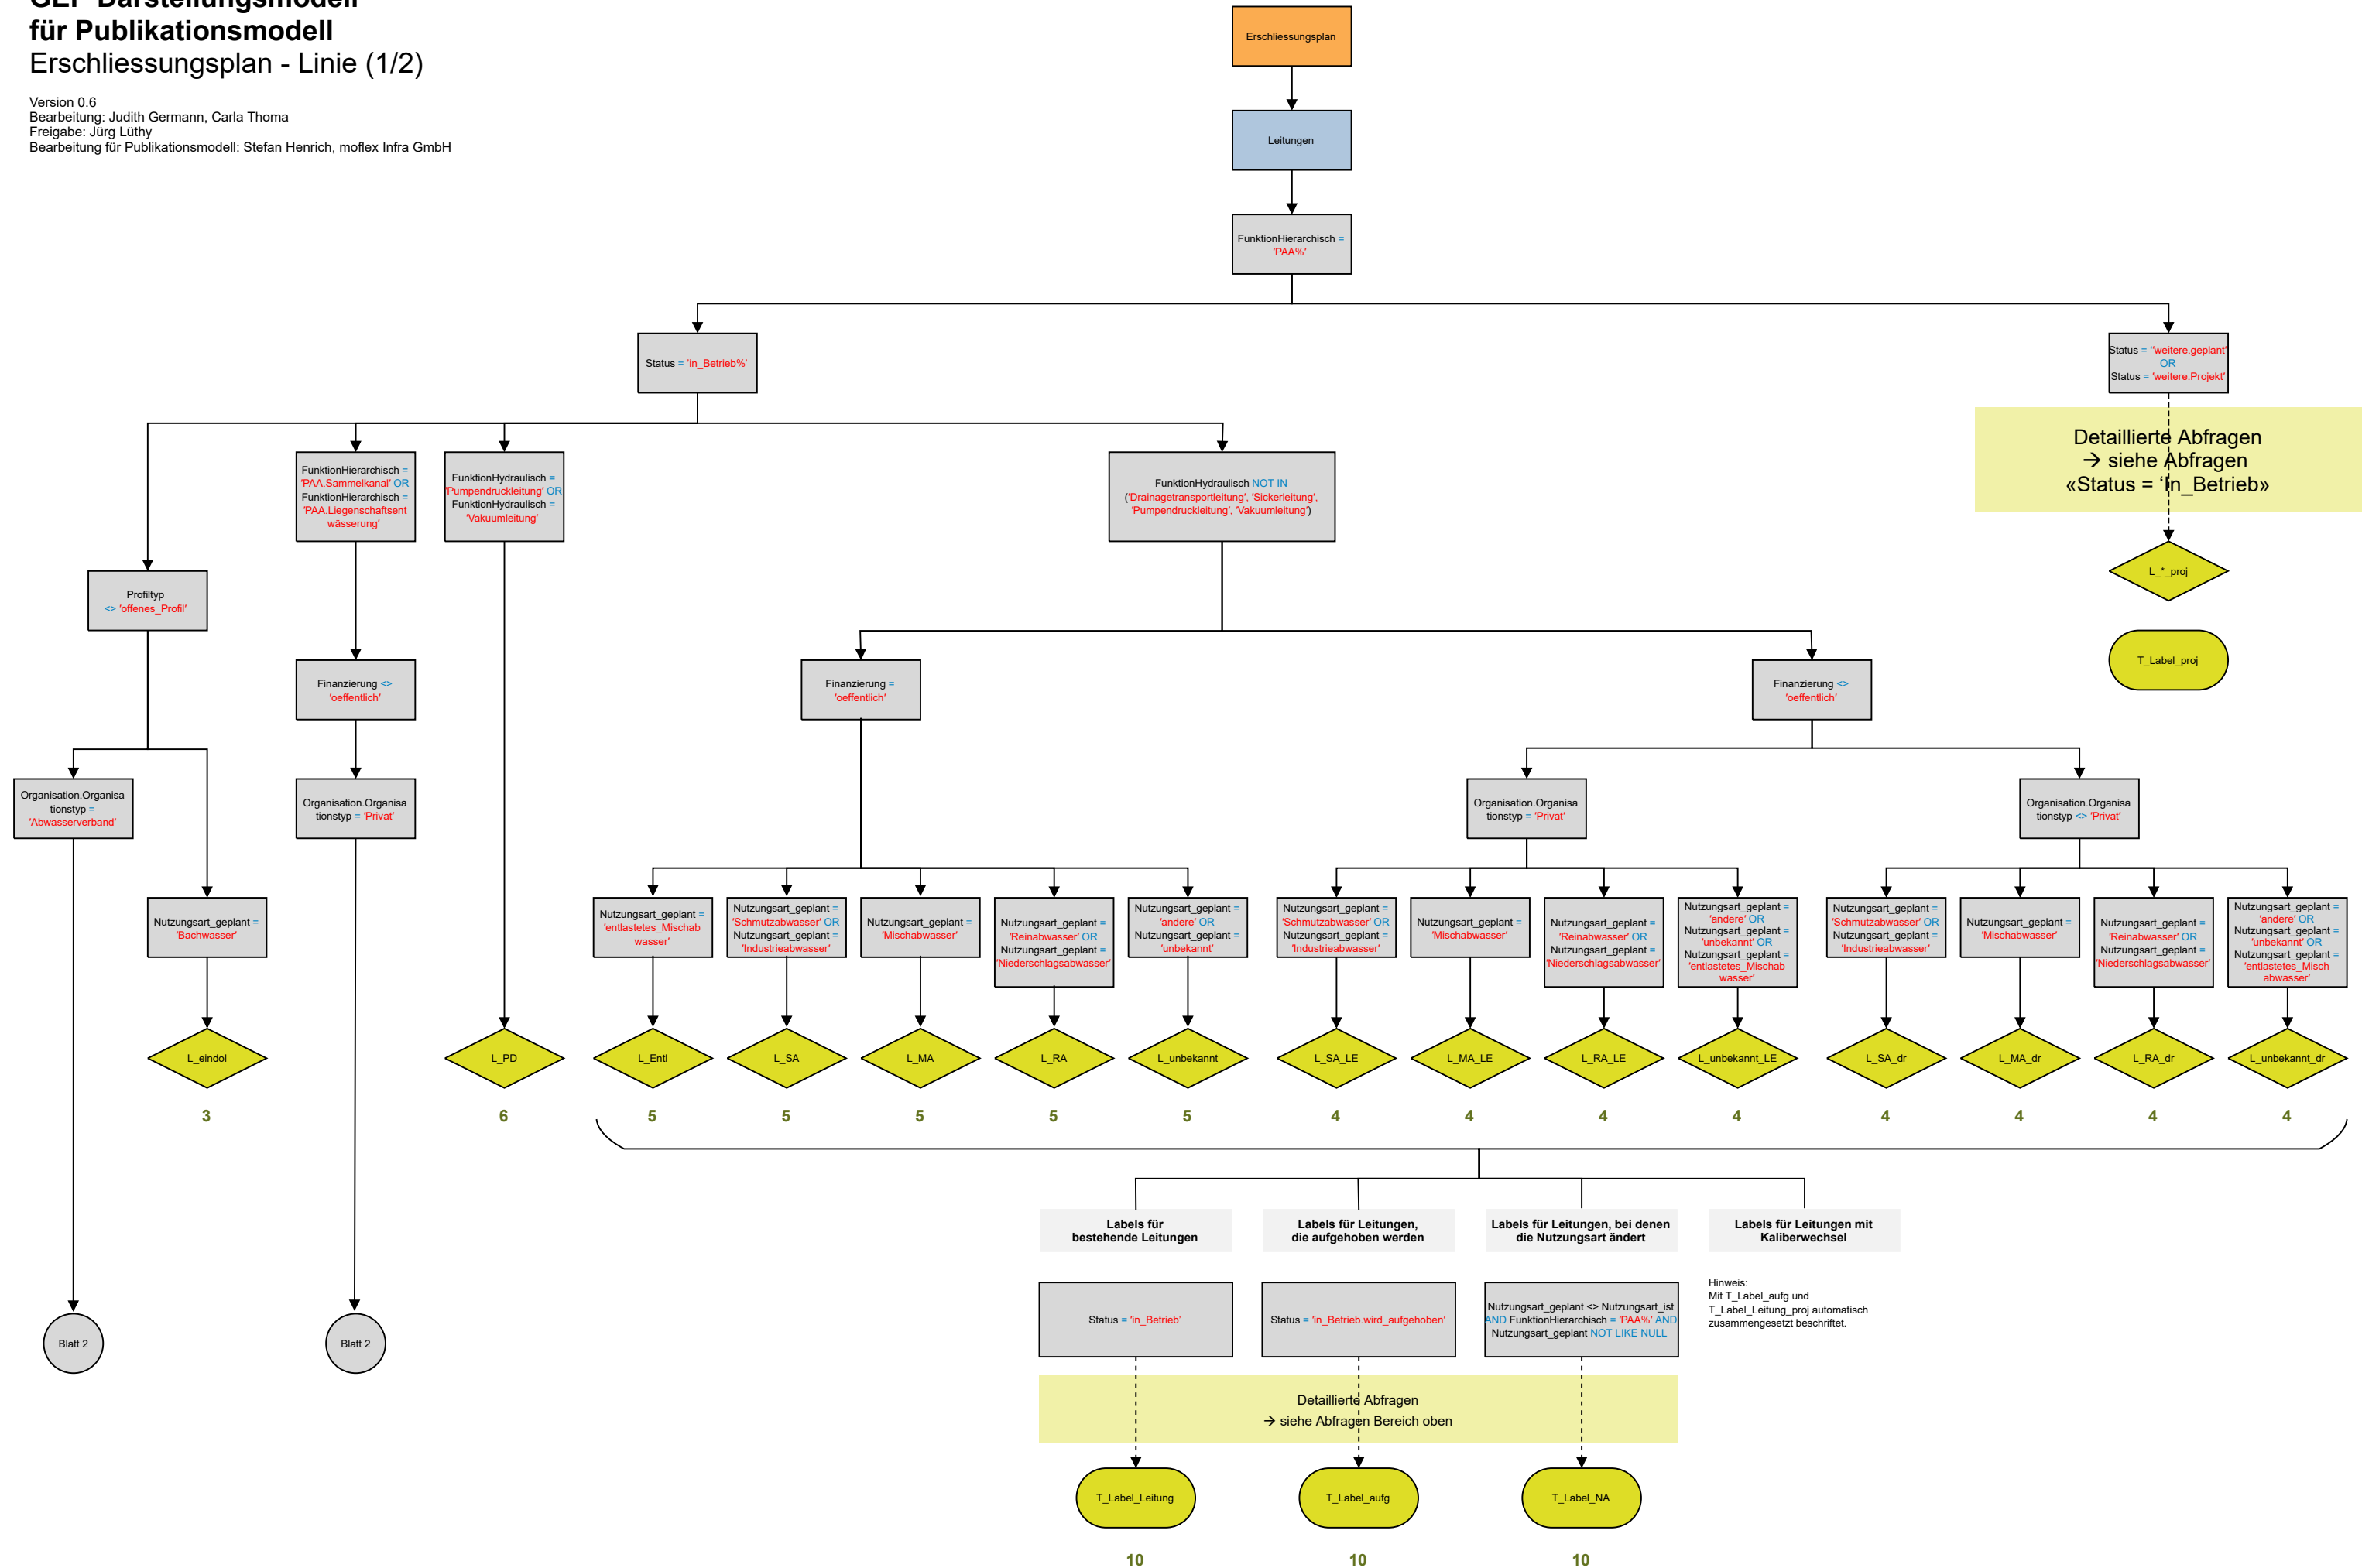 GEP Darstellungsmodell
für Publikationsmodell
Erschliessungsplan - Linie (1/2)
Version 0.6
Bearbeitung: Judith Germann, Carla Thoma
Freigabe: Jürg Lüthy
Bearbeitung für Publikationsmodell: Stefan Henrich, moflex Infra GmbH
Erschliessungsplan
Leitungen
FunktionHierarchisch =
'PAA%'
Status = 'in_Betrieb%'
Status = ''weitere.geplant'
OR
Status = 'weitere.Projekt'
Detaillierte Abfragen
→ siehe Abfragen
«Status = 'In_Betrieb»
L_*_proj
T_Label_proj
FunktionHierarchisch =
'PAA.Sammelkanal' OR
FunktionHierarchisch =
'PAA.Liegenschaftsent
wässerung'
FunktionHydraulisch =
'Pumpendruckleitung' OR
FunktionHydraulisch =
'Vakuumleitung'
FunktionHydraulisch NOT IN
('Drainagetransportleitung', 'Sickerleitung',
'Pumpendruckleitung', 'Vakuumleitung')
Profiltyp
<> 'offenes_Profil'
Finanzierung <>
'oeffentlich'
Finanzierung =
'oeffentlich'
Finanzierung <>
'oeffentlich'
Organisation.Organisa
tionstyp =
'Abwasserverband'
Organisation.Organisa
tionstyp = 'Privat'
Organisation.Organisa
tionstyp = 'Privat'
Organisation.Organisa
tionstyp <> 'Privat'
Nutzungsart_geplant =
'Bachwasser'
Nutzungsart_geplant =
'entlastetes_Mischab
wasser'
Nutzungsart_geplant =
'Schmutzabwasser' OR
Nutzungsart_geplant =
'Industrieabwasser'
Nutzungsart_geplant =
'Mischabwasser'
Nutzungsart_geplant =
'Reinabwasser' OR
Nutzungsart_geplant =
'Niederschlagsabwasser'
Nutzungsart_geplant =
'andere' OR
Nutzungsart_geplant =
'unbekannt'
Nutzungsart_geplant =
'Schmutzabwasser' OR
Nutzungsart_geplant =
'Industrieabwasser'
Nutzungsart_geplant =
'Mischabwasser'
Nutzungsart_geplant =
'Reinabwasser' OR
Nutzungsart_geplant =
'Niederschlagsabwasser'
Nutzungsart_geplant =
'andere' OR
Nutzungsart_geplant =
'unbekannt' OR
Nutzungsart_geplant =
'entlastetes_Mischab
wasser'
Nutzungsart_geplant =
'Schmutzabwasser' OR
Nutzungsart_geplant =
'Industrieabwasser'
Nutzungsart_geplant =
'Mischabwasser'
Nutzungsart_geplant =
'Reinabwasser' OR
Nutzungsart_geplant =
'Niederschlagsabwasser'
Nutzungsart_geplant =
'andere' OR
Nutzungsart_geplant =
'unbekannt' OR
Nutzungsart_geplant =
'entlastetes_Misch
abwasser'
L_eindol
L_PD
L_Entl
L_SA
L_MA
L_RA
L_unbekannt
L_SA_LE
L_MA_LE
L_RA_LE
L_unbekannt_LE
L_SA_dr
L_MA_dr
L_RA_dr
L_unbekannt_dr
3
6
5
5
5
5
5
4
4
4
4
4
4
4
4
Labels für
bestehende Leitungen
Labels für Leitungen,
die aufgehoben werden
Labels für Leitungen, bei denen
die Nutzungsart ändert
Labels für Leitungen mit
Kaliberwechsel
Status = 'in_Betrieb'
Status = 'in_Betrieb.wird_aufgehoben'
Nutzungsart_geplant <> Nutzungsart_ist
AND FunktionHierarchisch = 'PAA%' AND
Nutzungsart_geplant NOT LIKE NULL
Hinweis:
Mit T_Label_aufg und
T_Label_Leitung_proj automatisch
zusammengesetzt beschriftet.
Blatt 2
Blatt 2
Detaillierte Abfragen
→ siehe Abfragen Bereich oben
T_Label_Leitung
T_Label_aufg
T_Label_NA
10
10
10